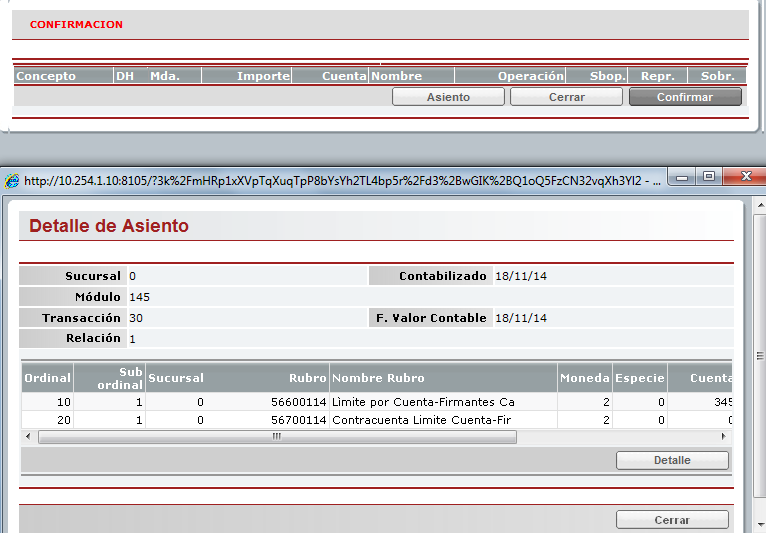 CONFIRMACION
Concepto DH Mda. Importe Cuenta Nombre Operación Sbop. Repr. Sobr.
Asiento Cerrar Confirmar
http://10.254.1.10:8105/?3k%2FmHRp1xXVpTqXuqTpP8bYsYh2TL4bp5r%2Fd3%2BwGIK%2BQ1oQ5FzCN32vqXh3YI2 - ...
Detalle de Asiento
Sucursal 0 Contabilizado 18/11/14
Módulo 145
Transacción 30 F. Valor Contable 18/11/14
Relación 1
Ordinal Sub ordinal Sucursal Rubro Nombre Rubro Moneda Especie Cuenta
10 1 0 56600114 Lìmite por Cuenta-Firmantes Ca 2 0 345
20 1 0 56700114 Contracuenta Limite Cuenta-Fir 2 0 0
Detalle
Cerrar